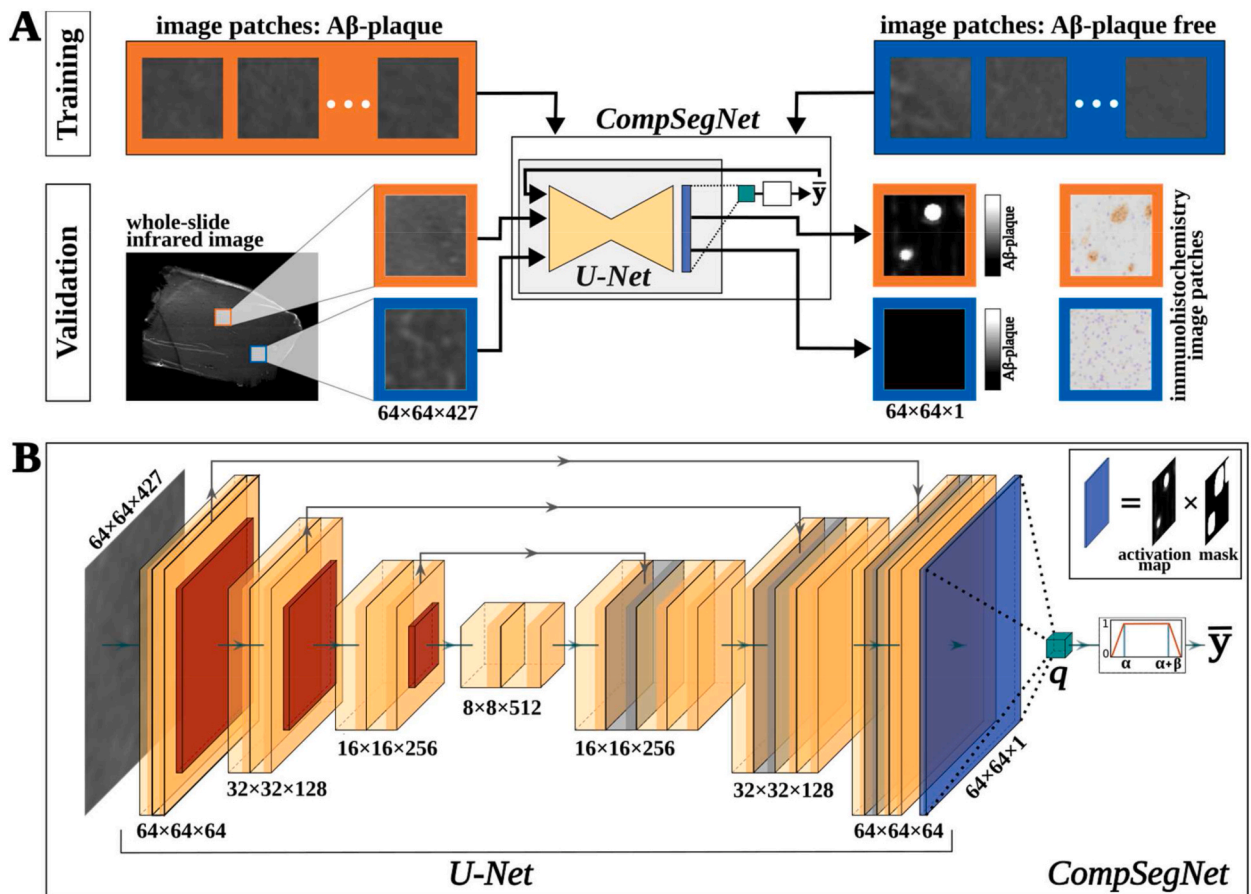 A
Training
image patches: Aβ-plaque
image patches: Aβ-plaque free
CompSegNet
U-Net
y̅
Validation
whole-slide
infrared image
64×64×427
Aβ-plaque
Aβ-plaque
64×64×1
immunohistochemistry
image patches
B
64×64×427
64×64×64
32×32×128
16×16×256
8×8×512
16×16×256
32×32×128
64×64×64
64×64×1
=
×
activation
map
mask
q
1
0
α
α+β
y̅
U-Net
CompSegNet